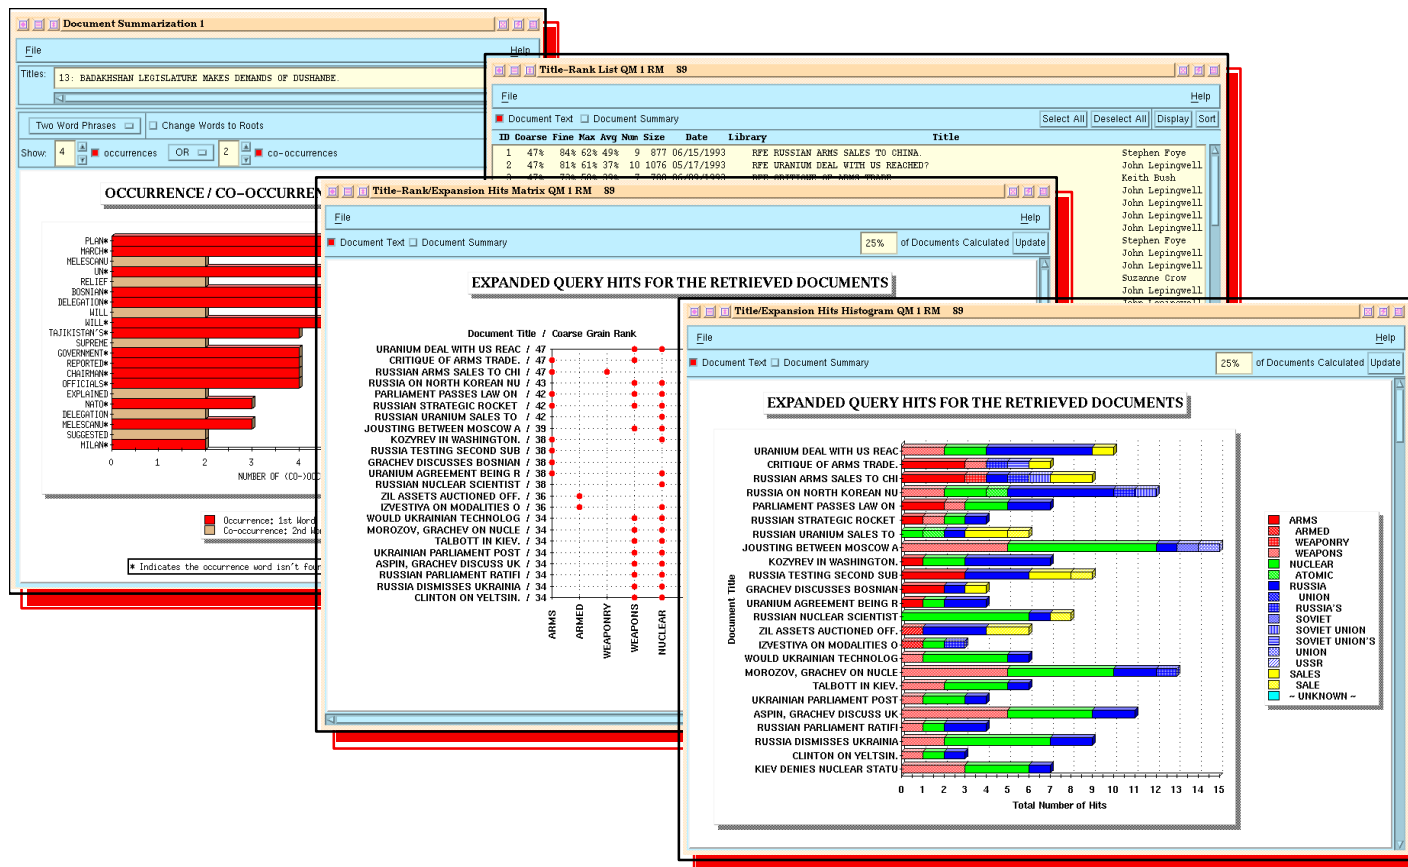 Document Summarization 1
File
Help
Titles:
13: BADAKHSHAN LEGISLATURE MAKES DEMANDS OF DUSHANBE.
Two Word Phrases
Change Words to Roots
Show: 4 occurrences OR 2 co-occurrences
OCCURRENCE / CO-OCCURRE
PLAN*
MARCH*
MELESCANU
UN*
RELIEF
BOSNIAN*
DELEGATION*
WILL
WILL*
TAJIKISTAN'S*
SUPREME
GOVERNMENT*
REPORTED*
CHAIRMAN*
OFFICIALS*
EXPLAINED
NATO*
DELEGATION
MELESCANU*
SUGGESTED
MILAN*
0 1 2 3 4
NUMBER OF (CO-)OCC
Occurrence: 1st Word
Co-occurrence: 2nd Wo
* Indicates the occurrence word isn't foun
Title-Rank List QM 1 RM 89
File
Help
Document Text Document Summary
Select All Deselect All Display Sort
ID Coarse Fine Max Avg Num Size Date Library Title
1 47% 84% 62% 49% 9 877 06/15/1993 RFE RUSSIAN ARMS SALES TO CHINA. Stephen Foye
2 47% 81% 61% 37% 10 1076 05/17/1993 RFE URANIUM DEAL WITH US REACHED? John Lepingwell
Keith Bush
John Lepingwell
John Lepingwell
John Lepingwell
John Lepingwell
Stephen Foye
John Lepingwell
John Lepingwell
Suzanne Crow
John Lepingwell
John Lepingwell
Title-Rank/Expansion Hits Matrix QM 1 RM 89
File
Help
Document Text Document Summary
25% of Documents Calculated Update
EXPANDED QUERY HITS FOR THE RETRIEVED DOCUMENTS
Document Title / Coarse Grain Rank
URANIUM DEAL WITH US REAC / 47
CRITIQUE OF ARMS TRADE. / 47
RUSSIAN ARMS SALES TO CHI / 47
RUSSIA ON NORTH KOREAN NU / 43
PARLIAMENT PASSES LAW ON / 42
RUSSIAN STRATEGIC ROCKET / 42
RUSSIAN URANIUM SALES TO / 42
JOUSTING BETWEEN MOSCOW A / 39
KOZYREV IN WASHINGTON. / 38
RUSSIA TESTING SECOND SUB / 38
GRACHEV DISCUSSES BOSNIAN / 38
URANIUM AGREEMENT BEING R / 38
RUSSIAN NUCLEAR SCIENTIST / 38
ZIL ASSETS AUCTIONED OFF. / 36
IZVESTIYA ON MODALITIES O / 36
WOULD UKRAINIAN TECHNOLOG / 34
MOROZOV, GRACHEV ON NUCLE / 34
TALBOTT IN KIEV. / 34
UKRAINIAN PARLIAMENT POST / 34
ASPIN, GRACHEV DISCUSS UK / 34
RUSSIAN PARLIAMENT RATIFI / 34
RUSSIA DISMISSES UKRAINIA / 34
CLINTON ON YELTSIN. / 34
ARMS
ARMED
WEAPONRY
WEAPONS
NUCLEAR
Title/Expansion Hits Histogram QM 1 RM 89
File
Help
Document Text Document Summary
25% of Documents Calculated Update
EXPANDED QUERY HITS FOR THE RETRIEVED DOCUMENTS
Document Title
URANIUM DEAL WITH US REAC
CRITIQUE OF ARMS TRADE.
RUSSIAN ARMS SALES TO CHI
RUSSIA ON NORTH KOREAN NU
PARLIAMENT PASSES LAW ON
RUSSIAN STRATEGIC ROCKET
RUSSIAN URANIUM SALES TO
JOUSTING BETWEEN MOSCOW A
KOZYREV IN WASHINGTON.
RUSSIA TESTING SECOND SUB
GRACHEV DISCUSSES BOSNIAN
URANIUM AGREEMENT BEING R
RUSSIAN NUCLEAR SCIENTIST
ZIL ASSETS AUCTIONED OFF.
IZVESTIYA ON MODALITIES O
WOULD UKRAINIAN TECHNOLOG
MOROZOV, GRACHEV ON NUCLE
TALBOTT IN KIEV.
UKRAINIAN PARLIAMENT POST
ASPIN, GRACHEV DISCUSS UK
RUSSIAN PARLIAMENT RATIFI
RUSSIA DISMISSES UKRAINIA
CLINTON ON YELTSIN.
KIEV DENIES NUCLEAR STATU
0 1 2 3 4 5 6 7 8 9 10 11 12 13 14 15
Total Number of Hits
ARMS
ARMED
WEAPONRY
WEAPONS
NUCLEAR
ATOMIC
RUSSIA
UNION
RUSSIA'S
SOVIET
SOVIET UNION
SOVIET UNION'S
UNION
USSR
SALES
SALE
~ UNKNOWN ~